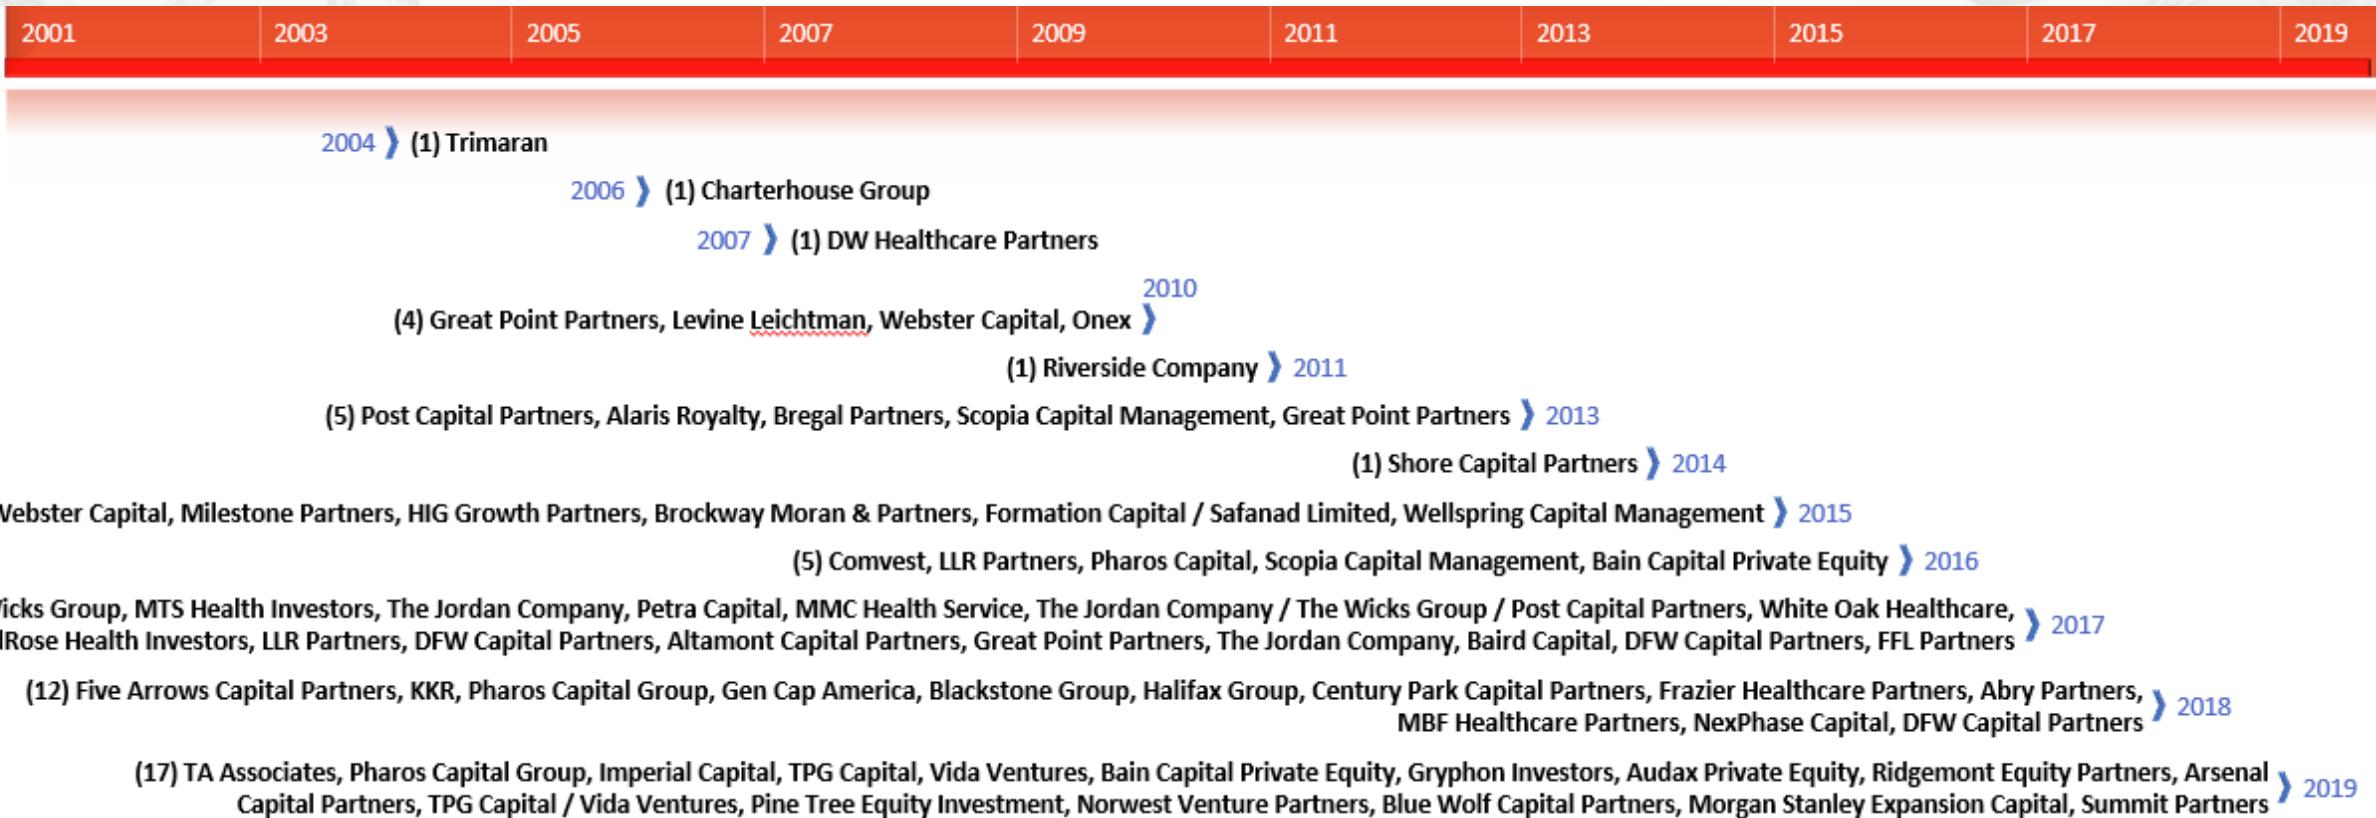 2001 2003 2005 2007 2009 2011 2013 2015 2017 2019
2004 (1) Trimaran
2006 (1) Charterhouse Group
2007 (1) DW Healthcare Partners
2010
(4) Great Point Partners, Levine Leichtman, Webster Capital, Onex
(1) Riverside Company 2011
(5) Post Capital Partners, Alaris Royalty, Bregal Partners, Scopia Capital Management, Great Point Partners 2013
(1) Shore Capital Partners 2014
Webster Capital, Milestone Partners, HIG Growth Partners, Brockway Moran & Partners, Formation Capital / Safanad Limited, Wellspring Capital Management 2015
(5) Comvest, LLR Partners, Pharos Capital, Scopia Capital Management, Bain Capital Private Equity 2016
Group, MTS Health Investors, The Jordan Company, Petra Capital, MMC Health Service, The Jordan Company / The Wicks Group / Post Capital Partners, White Oak Healthcare,
Rose Health Investors, LLR Partners, DFW Capital Partners, Altamont Capital Partners, Great Point Partners, The Jordan Company, Baird Capital, DFW Capital Partners, FFL Partners 2017
(12) Five Arrows Capital Partners, KKR, Pharos Capital Group, Gen Cap America, Blackstone Group, Halifax Group, Century Park Capital Partners, Frazier Healthcare Partners, Abry Partners,
MBF Healthcare Partners, NexPhase Capital, DFW Capital Partners 2018
(17) TA Associates, Pharos Capital Group, Imperial Capital, TPG Capital, Vida Ventures, Bain Capital Private Equity, Gryphon Investors, Audax Private Equity, Ridgemont Equity Partners, Arsenal
Capital Partners, TPG Capital / Vida Ventures, Pine Tree Equity Investment, Norwest Venture Partners, Blue Wolf Capital Partners, Morgan Stanley Expansion Capital, Summit Partners 2019